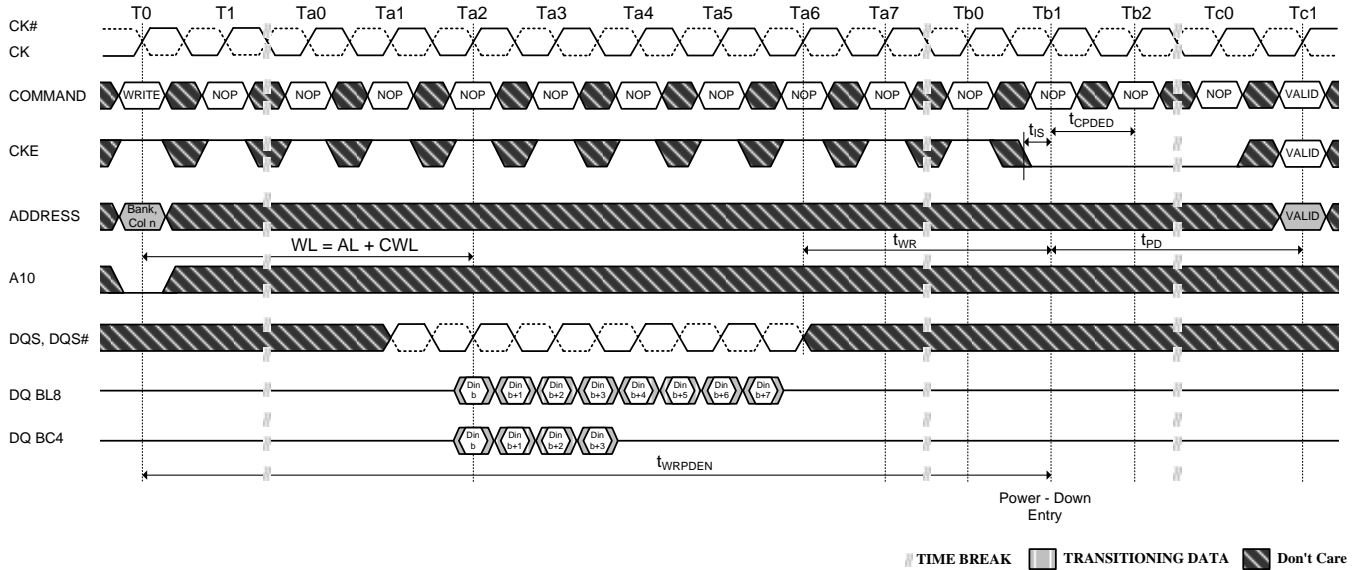 T0 T1 Ta0 Ta1 Ta2 Ta3 Ta4 Ta5 Ta6 Ta7 Tb0 Tb1 Tb2 Tc0 Tc1
CK#
CK
COMMAND WRITE NOP NOP NOP NOP NOP NOP NOP NOP NOP NOP NOP NOP NOP VALID
tIS tCPDED
CKE VALID
ADDRESS Bank, Col n VALID
WL = AL + CWL tWR tPD
A10
DQS, DQS#
DQ BL8 Din b Din b+1 Din b+2 Din b+3 Din b+4 Din b+5 Din b+6 Din b+7
DQ BC4 Din b Din b+1 Din b+2 Din b+3
tWRPDEN
Power - Down
Entry
TIME BREAK TRANSITIONING DATA Don't Care